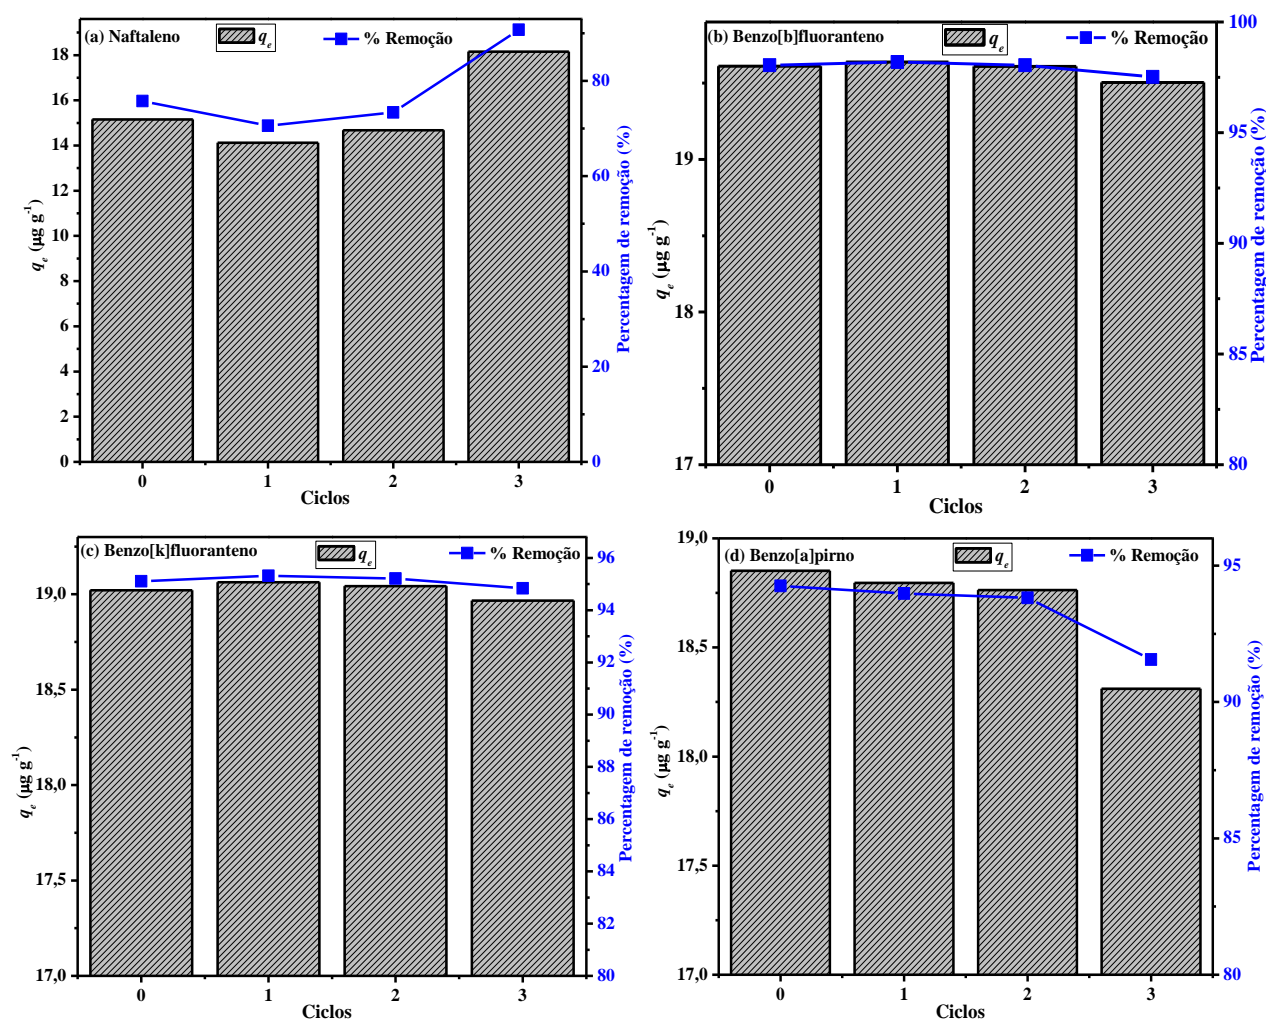 (a) Naftaleno
qe
% Remoção
18
16
14
12
10
8
6
4
2
0
qe (µg g-1)
80
60
40
20
0
Percentagem de remoção (%)
0 1 2 3
Ciclos
(b) Benzo[b]fluoranteno
qe
% Remoção
19
18
17
qe (µg g-1)
100
95
90
85
80
Percentagem de remoção (%)
0 1 2 3
Ciclos
(c) Benzo[k]fluoranteno
qe
% Remoção
19,0
18,5
18,0
17,5
17,0
qe (µg g-1)
96
94
92
90
88
86
84
82
80
Percentagem de remoção (%)
0 1 2 3
Ciclos
(d) Benzo[a]pirno
qe
% Remoção
19,0
18,5
18,0
17,5
17,0
qe (µg g-1)
95
90
85
80
Percentagem de remoção (%)
0 1 2 3
Ciclos